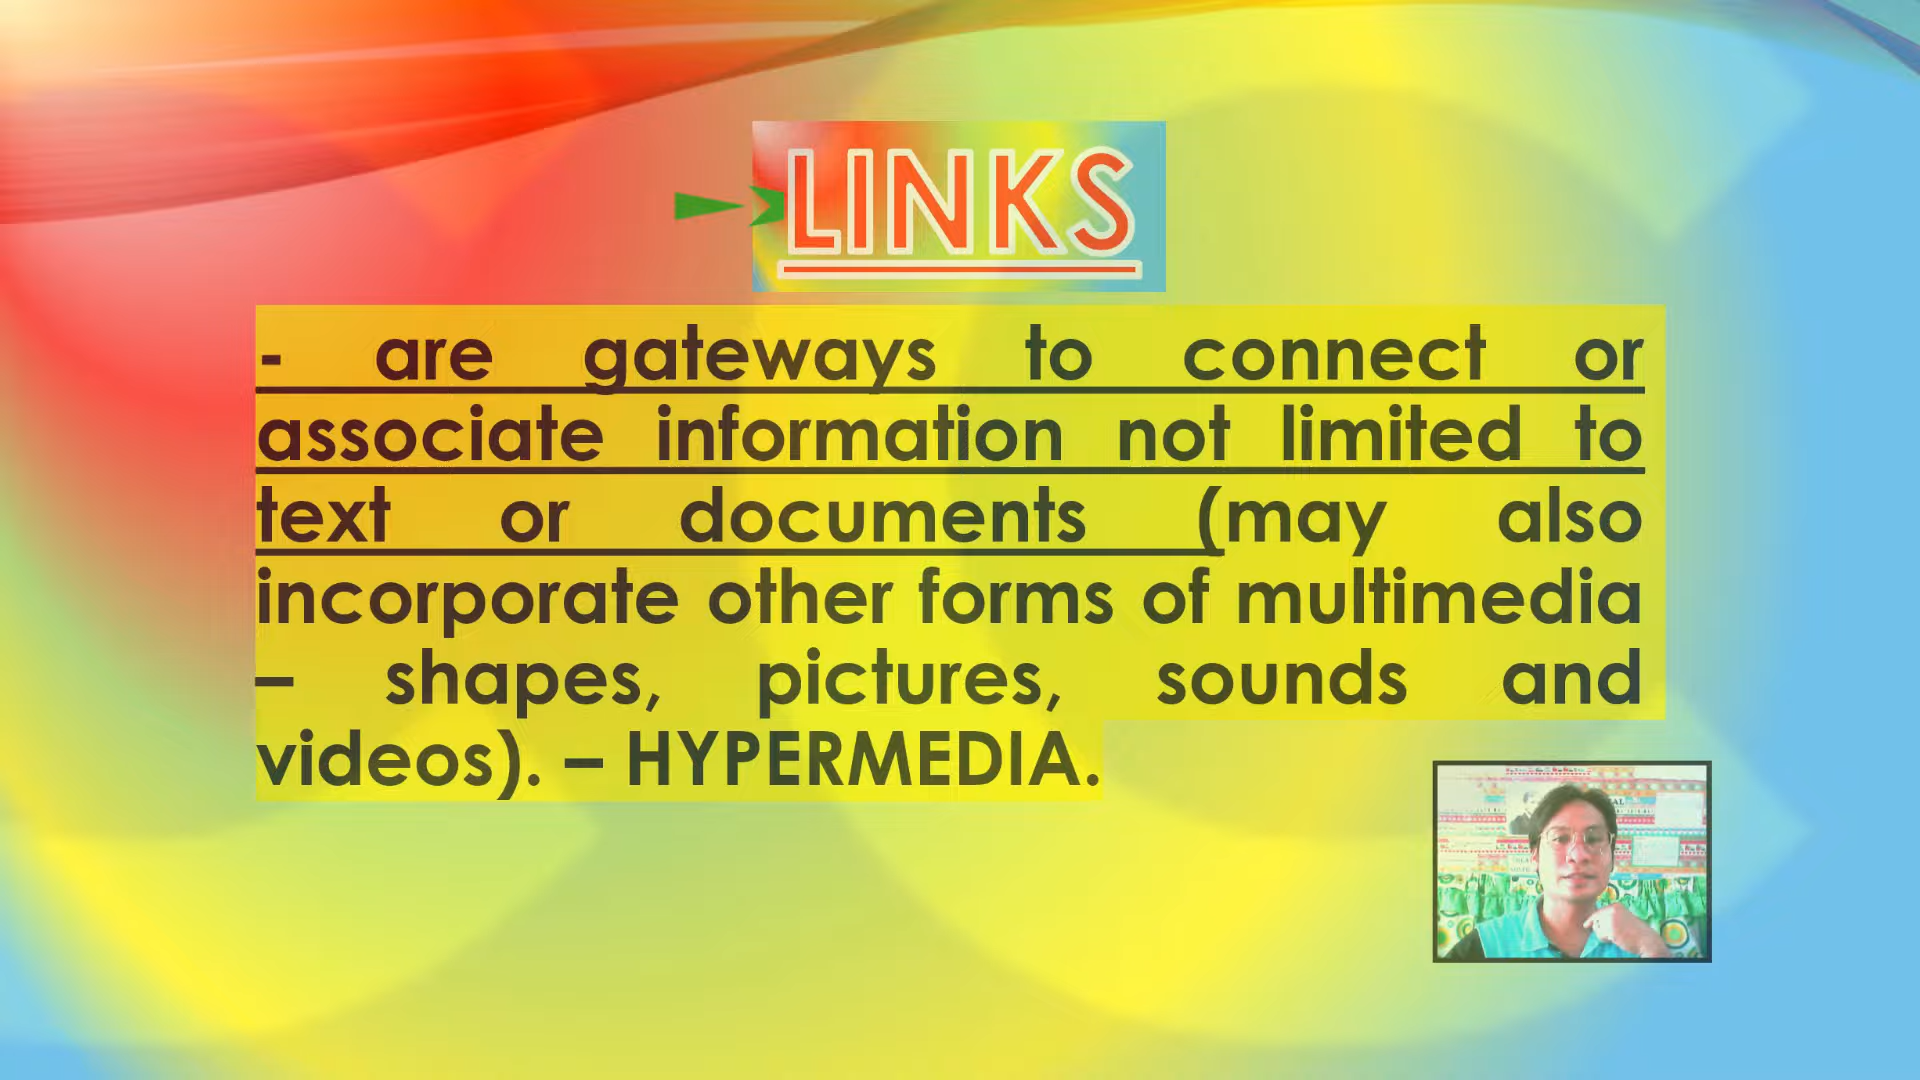 LINKS
- are gateways to connect or
associate information not limited to
text or documents (may also
incorporate other forms of multimedia
– shapes, pictures, sounds and
videos). – HYPERMEDIA.